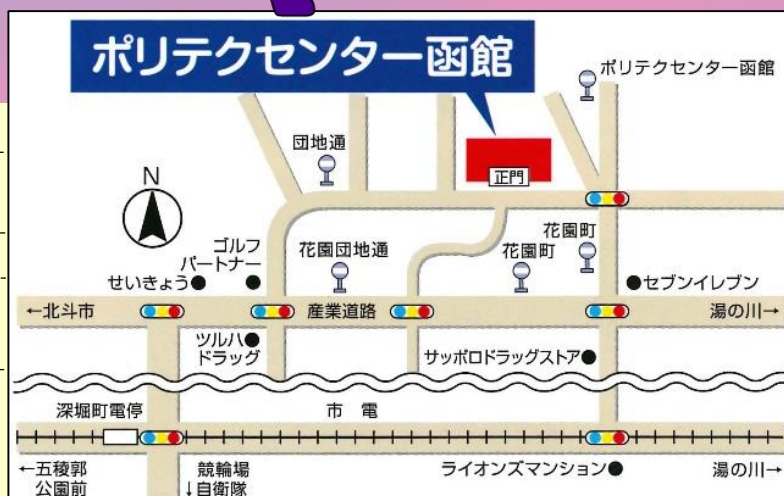 ポリテクセンター函館
ポリテクセンター函館
団地通
正門
N
ゴルフ
パートナー
せいきょう
花園団地通
花園町
花園町
セブンイレブン
←北斗市
産業道路
湯の川→
ツルハ
ドラッグ
サッポロドラッグストア
深堀町電停
市 電
←五稜郭
公園前
競輪場
↓自衛隊
ライオンズマンション
湯の川→